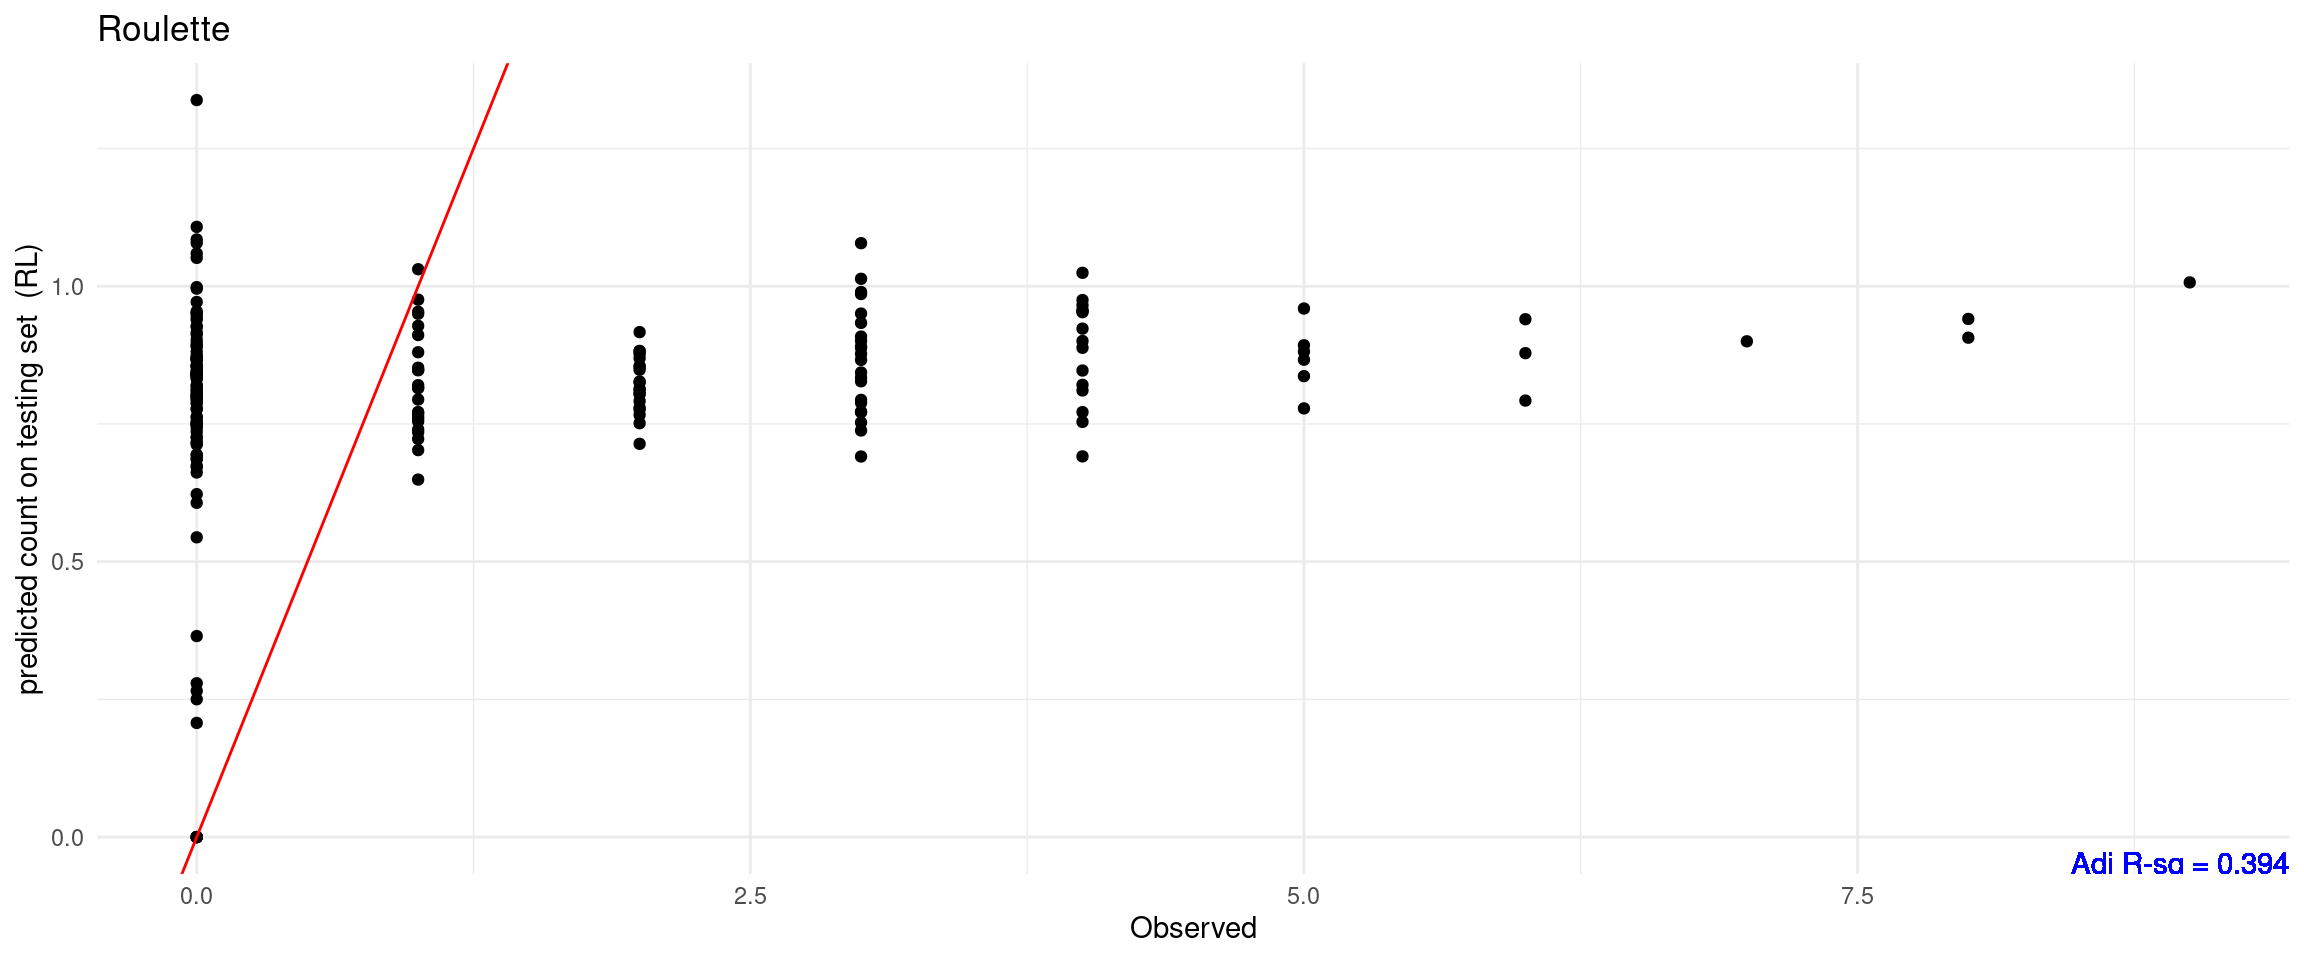 Roulette
predicted count on testing set  (RL)
1.0
0.5
0.0
Adj R-sq = 0.394
0.0 2.5 5.0 7.5
Observed